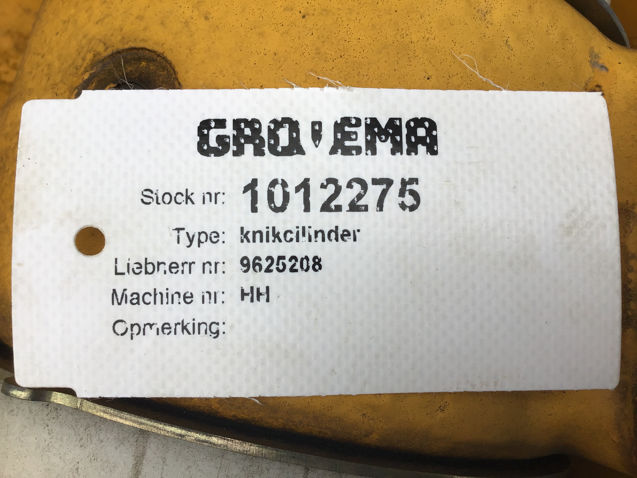 GROVEMA
Stock nr: 1012275
Type: knikcilinder
Liebherr nr: 9625208
Machine nr: HH
Opmerking: